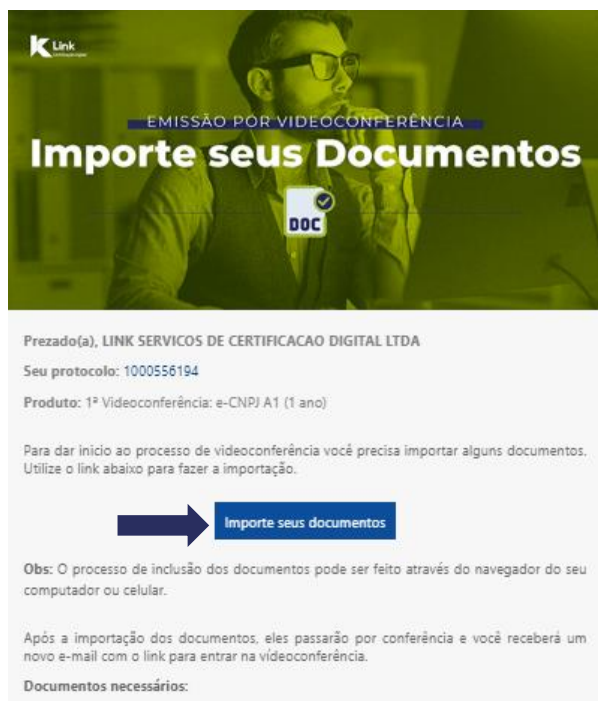 Link
EMISSÃO POR VIDEOCONFERÊNCIA
Importe seus Documentos
DOC
Prezado(a), LINK SERVICOS DE CERTIFICACAO DIGITAL LTDA
Seu protocolo: 1000556194
Produto: 1ª Videoconferência: e-CNPJ A1 (1 ano)
Para dar inicio ao processo de videoconferência você precisa importar alguns documentos.
Utilize o link abaixo para fazer a importação.
Importe seus documentos
Obs: O processo de inclusão dos documentos pode ser feito através do navegador do seu
computador ou celular.
Após a importação dos documentos, eles passarão por conferência e você receberá um
novo e-mail com o link para entrar na vídeoconferência.
Documentos necessários: